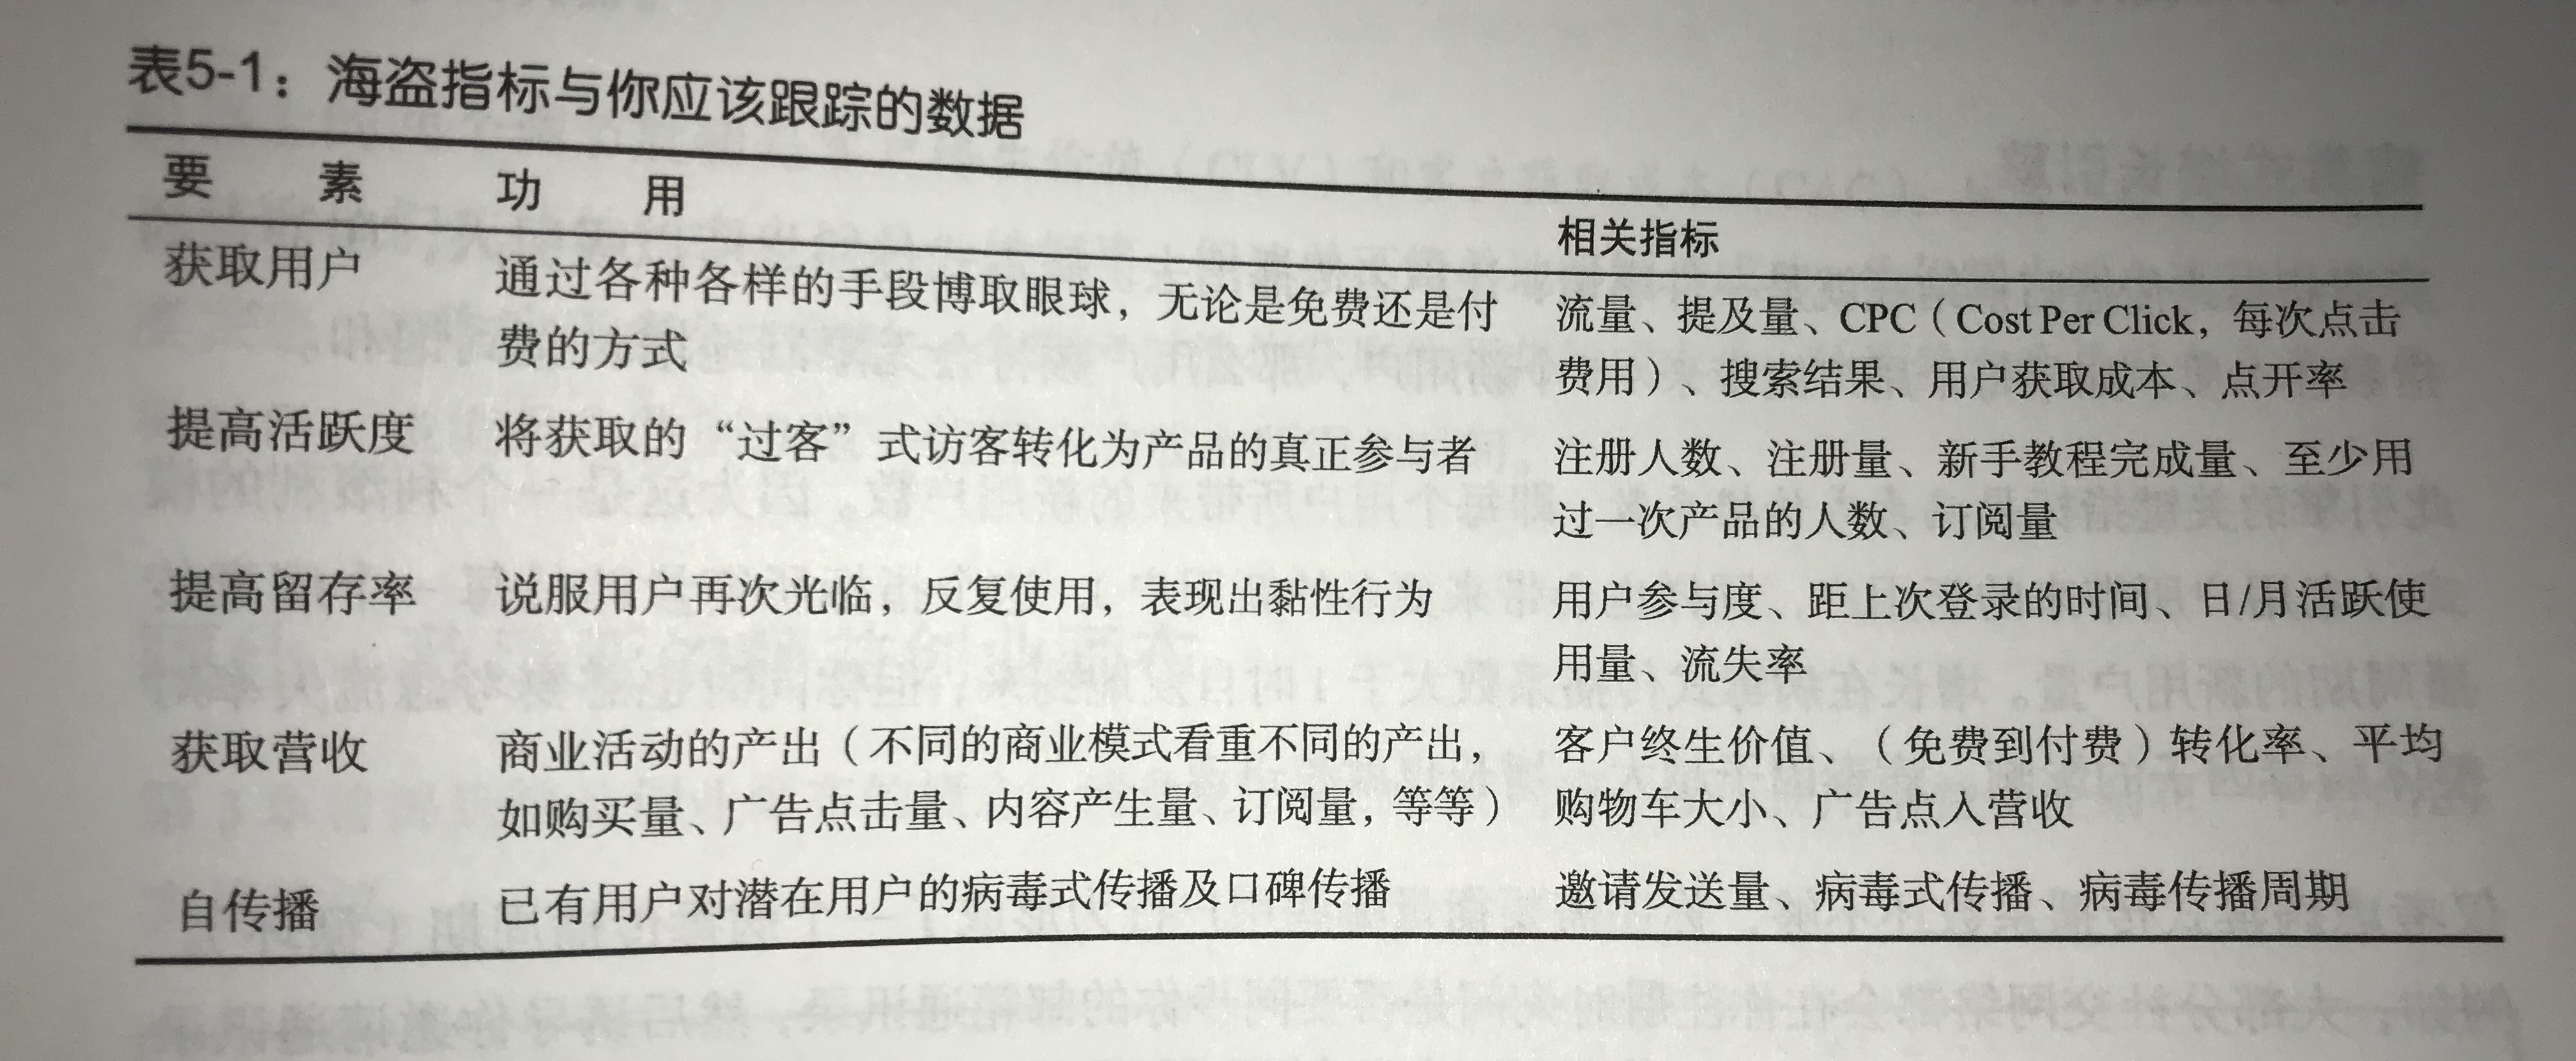 表5-1：海盗指标与你应该跟踪的数据
要　素　功　用　相关指标
获取用户　通过各种各样的手段博取眼球，无论是免费还是付　流量、提及量、CPC（Cost Per Click，每次点击
费的方式　费用）、搜索结果、用户获取成本、点开率
提高活跃度　将获取的“过客”式访客转化为产品的真正参与者　注册人数、注册量、新手教程完成量、至少用
过一次产品的人数、订阅量
提高留存率　说服用户再次光临，反复使用，表现出黏性行为　用户参与度、距上次登录的时间、日/月活跃使
用量、流失率
获取营收　商业活动的产出（不同的商业模式看重不同的产出，　客户终生价值、（免费到付费）转化率、平均
如购买量、广告点击量、内容产生量、订阅量，等等）　购物车大小、广告点入营收
自传播　已有用户对潜在用户的病毒式传播及口碑传播　邀请发送量、病毒式传播、病毒传播周期